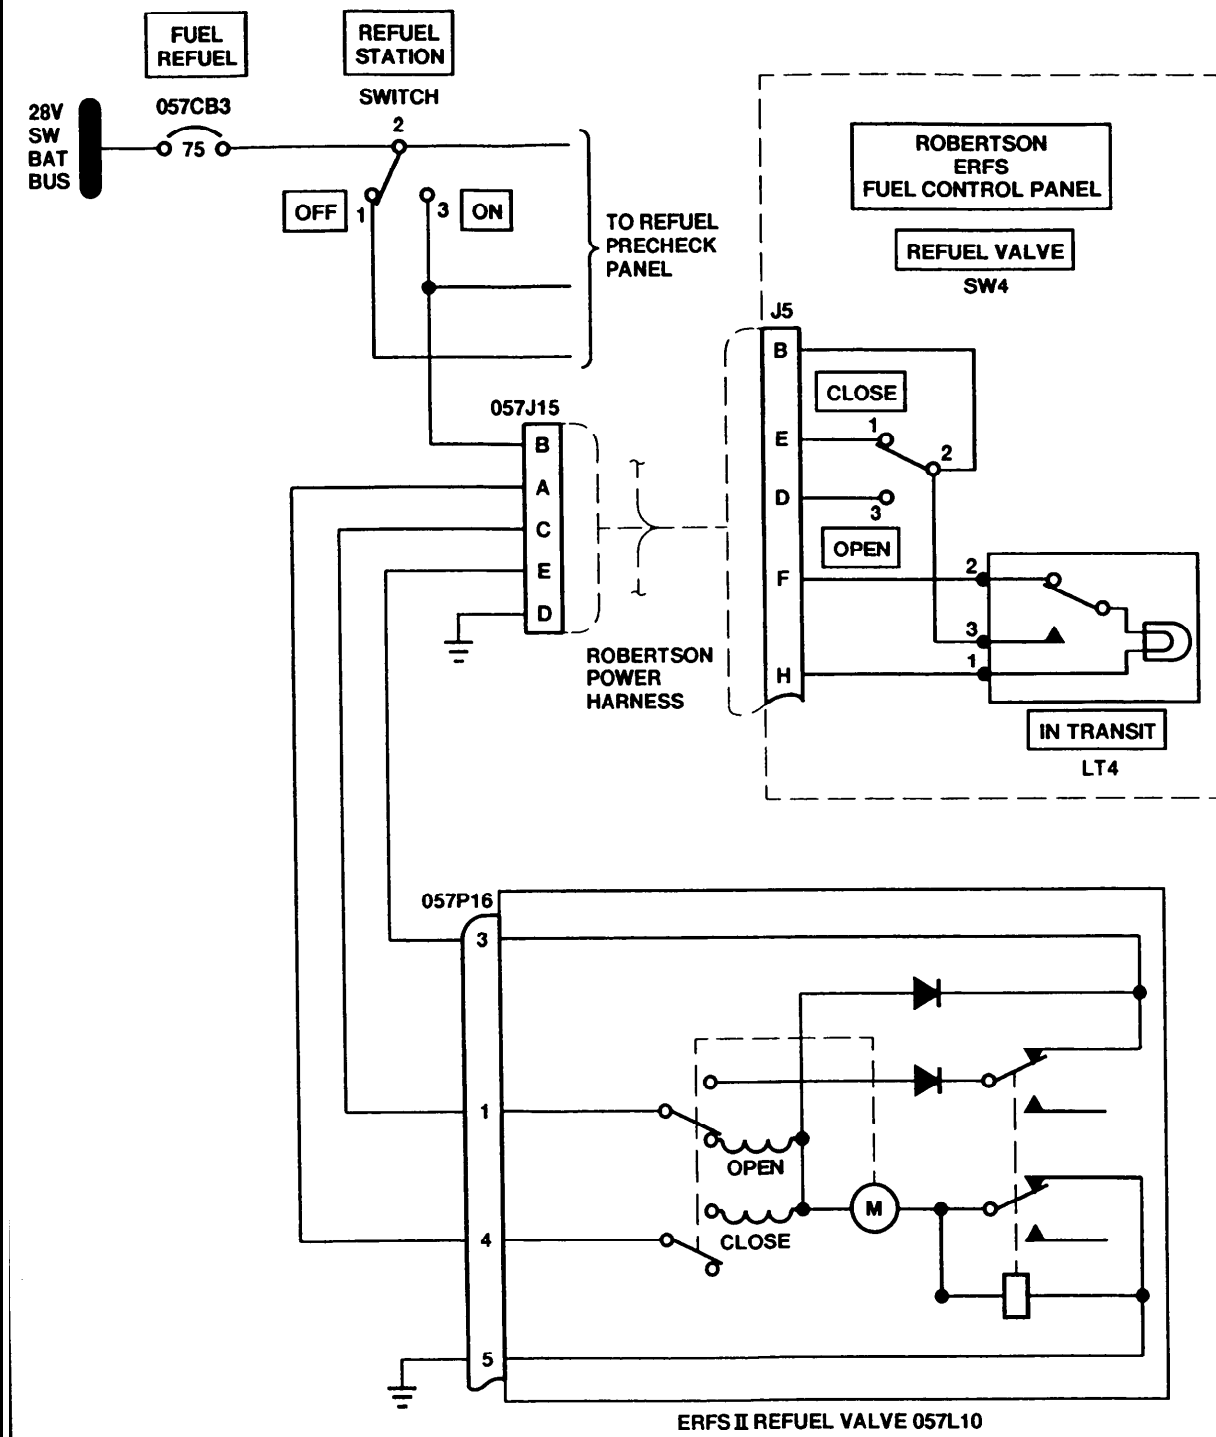 FUEL
REFUEL
057CB3
75
28V
SW
BAT
BUS
REFUEL
STATION
SWITCH
2
OFF
1
3
ON
TO REFUEL
PRECHECK
PANEL
ROBERTSON
ERFS
FUEL CONTROL PANEL
REFUEL VALVE
SW4
J5
B
CLOSE
E
1
2
D
3
OPEN
F
2
3
H
1
IN TRANSIT
LT4
057J15
B
A
C
E
D
ROBERTSON
POWER
HARNESS
057P16
3
1
OPEN
M
4
CLOSE
5
ERFS II REFUEL VALVE 057L10